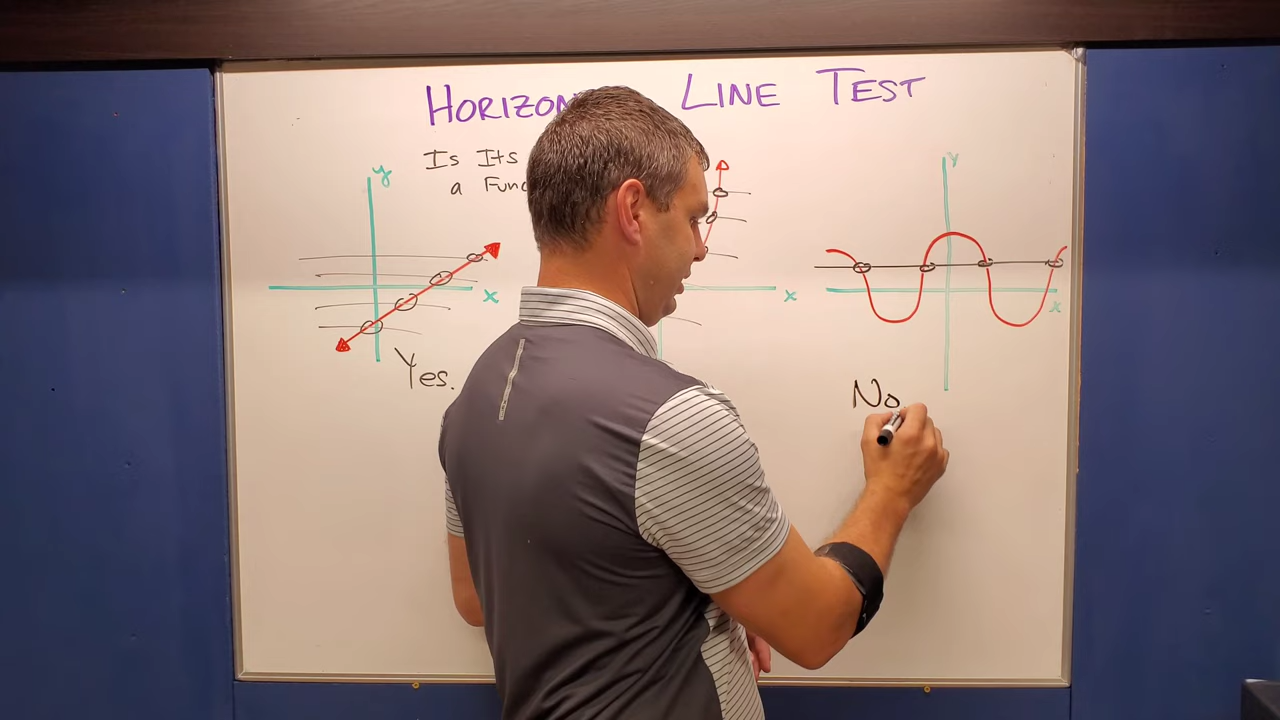 HORIZON LINE TEST
Is Its
a Func
y
x
Yes.
x
y
x
No